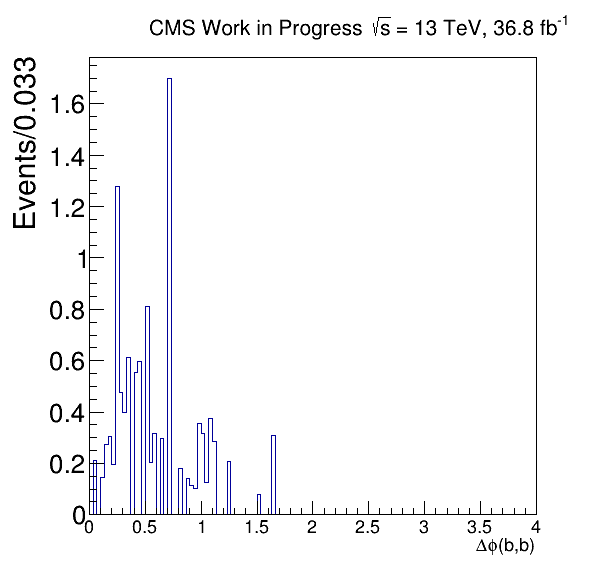 CMS Work in Progress √s = 13 TeV, 36.8 fb⁻¹
Events/0.033
1.6
1.4
1.2
1
0.8
0.6
0.4
0.2
0
0 0.5 1 1.5 2 2.5 3 3.5 4
Δϕ(b,b)